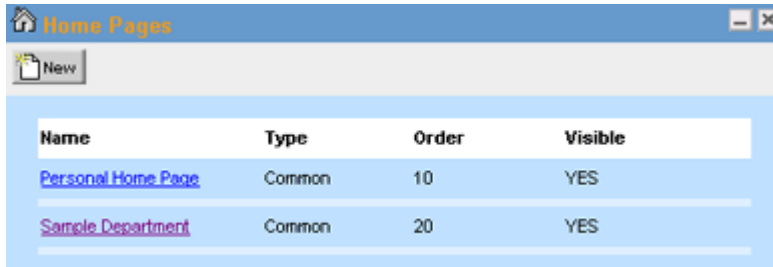 Home Pages
New
Name Type Order Visible
Personal Home Page Common 10 YES
Sample Department Common 20 YES